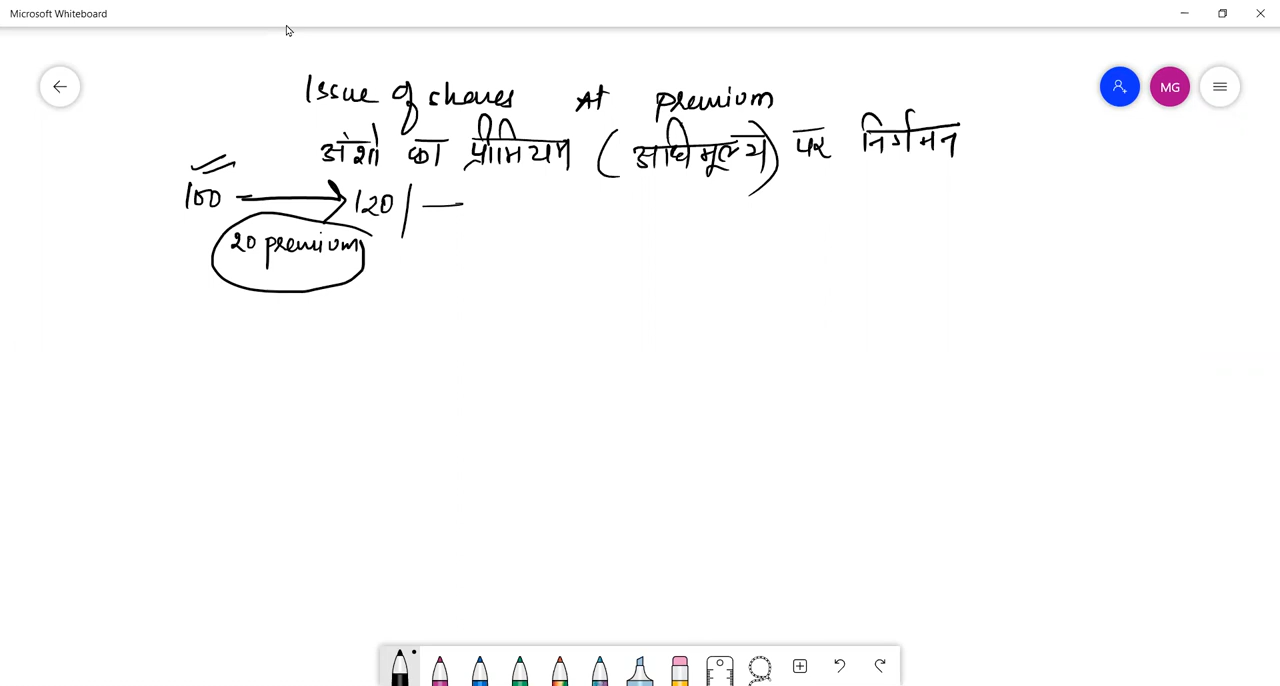 Microsoft Whiteboard
MG
Issue of shares At premium
अंशो का प्रीमियम (अधिमूल्य) पर निर्गमन
100 → 120/-
20 premium